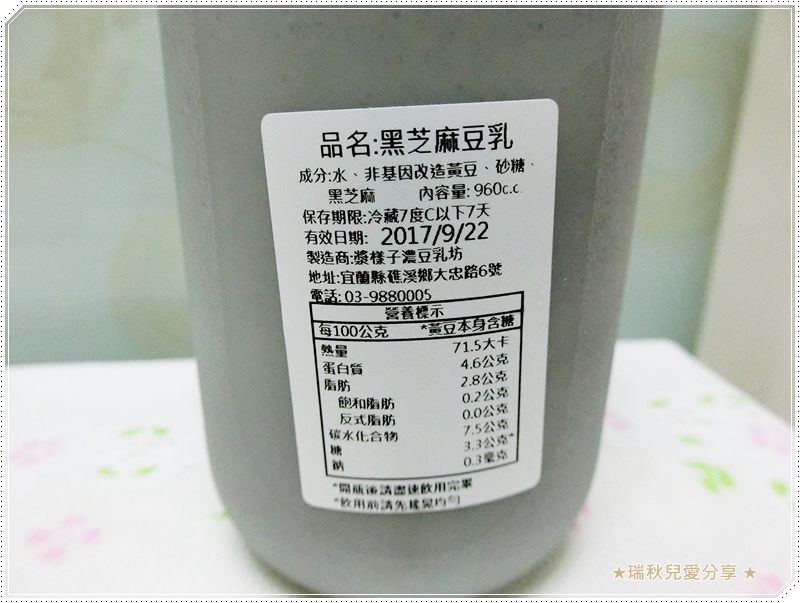 品名:黑芝麻豆乳
成分:水、非基因改造黃豆、砂糖、
黑芝麻 內容量:960c.c.
保存期限:冷藏7度C以下7天
有效日期: 2017/9/22
製造商:漿樣子濃豆乳坊
地址:宜蘭縣礁溪鄉大忠路6號
電話:03-9880005
營養標示
每100公克 *黃豆本身含糖
熱量 71.5大卡
蛋白質 4.6公克
脂肪 2.8公克
飽和脂肪 0.2公克
反式脂肪 0.0公克
碳水化合物 7.5公克
糖 3.3公克*
鈉 0.3毫克
*開瓶後請盡速飲用完畢
*飲用前請先搖晃均勻
★瑞秋兒愛分享★